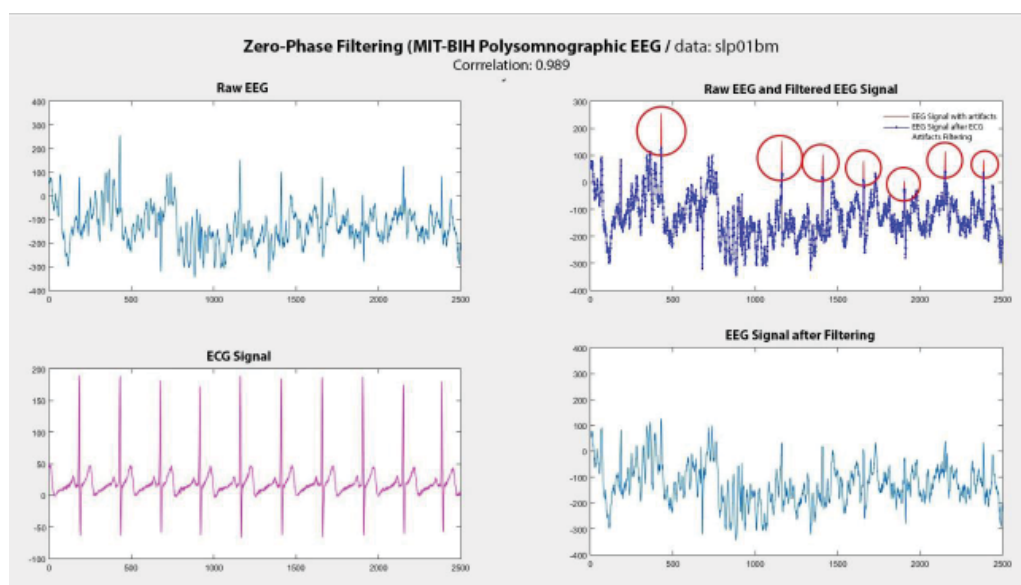 Zero-Phase Filtering (MIT-BIH Polysomnographic EEG / data: slp01bm
Corrrelation: 0.989
Raw EEG
400
300
200
100
0
-100
-200
-300
-400
0 500 1000 1500 2000 2500
Raw EEG and Filtered EEG Signal
EEG Signal with artifacts
EEG Signal after ECG
Artifacts Filtering
300
200
100
0
-100
-200
-300
-400
0 500 1000 1500 2000 2500
ECG Signal
200
150
100
50
0
-50
-100
0 500 1000 1500 2000 2500
EEG Signal after Filtering
400
300
200
100
0
-100
-200
-300
-400
0 500 1000 1500 2000 2500